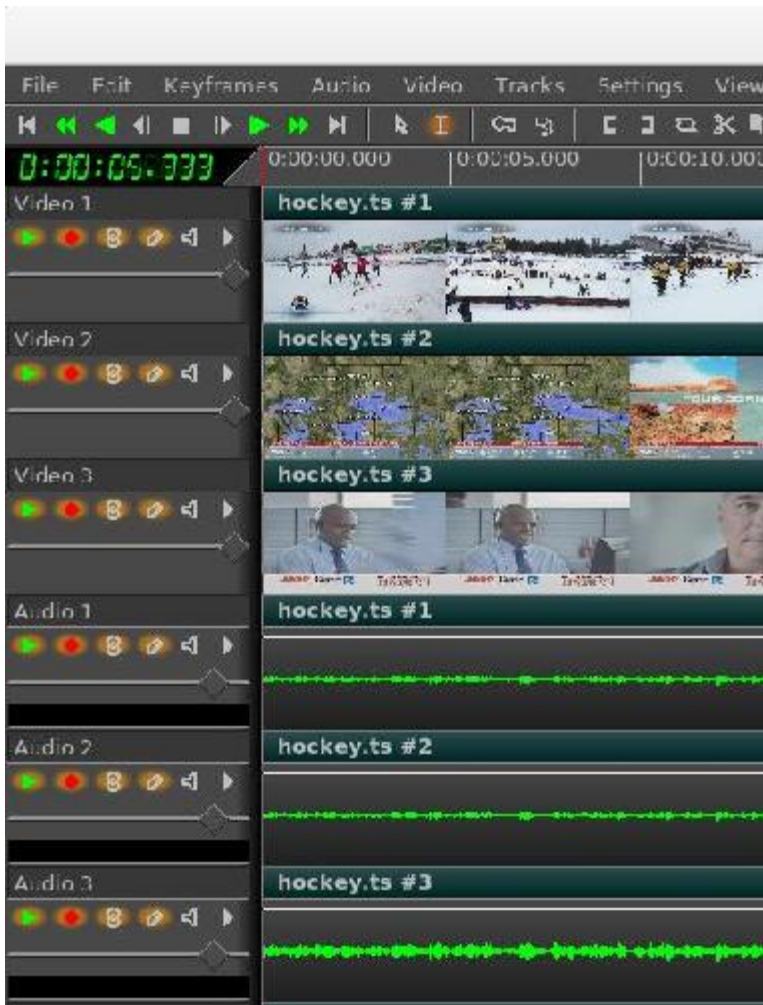 File Edit Keyframes Audio Video Tracks Settings View
0:00:05.333 0:00:00.000 0:00:05.000 0:00:10.000
Video 1 hockey.ts #1
Video 2 hockey.ts #2
Video 3 hockey.ts #3
Audio 1 hockey.ts #1
Audio 2 hockey.ts #2
Audio 3 hockey.ts #3